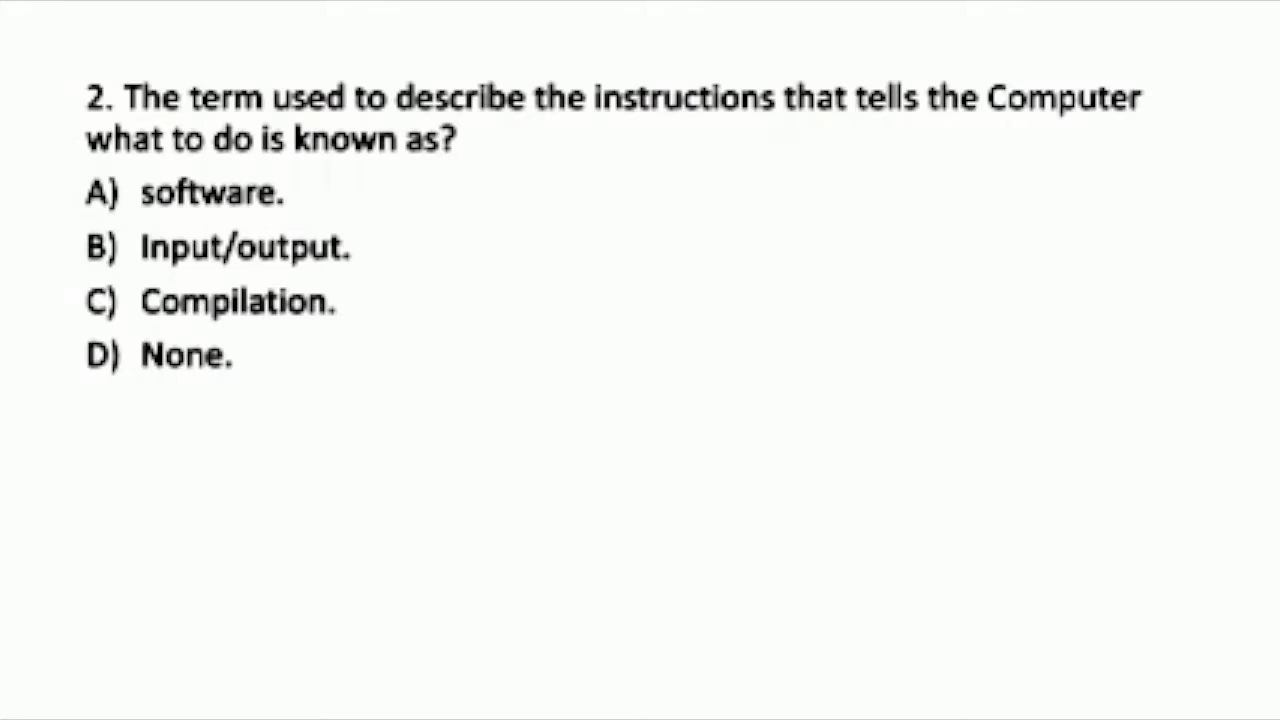 2. The term used to describe the instructions that tells the Computer
what to do is known as?
A) software.
B) Input/output.
C) Compilation.
D) None.